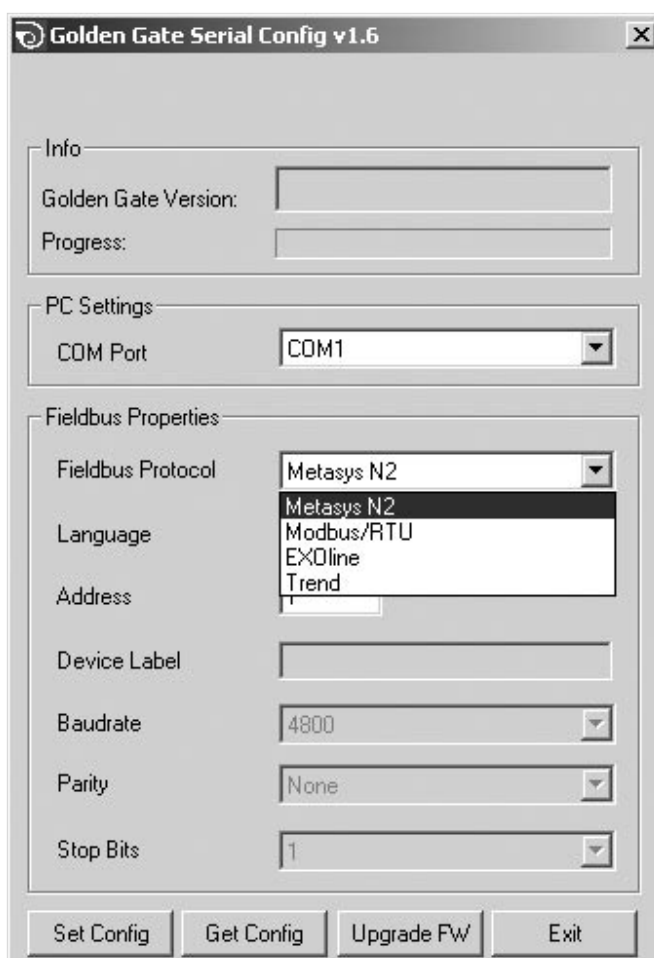 Golden Gate Serial Config v1.6
Info
Golden Gate Version:
Progress:
PC Settings
COM Port COM1
Fieldbus Properties
Fieldbus Protocol Metasys N2
Metasys N2
Modbus/RTU
EXOline
Trend
Language
Address
Device Label
Baudrate 4800
Parity None
Stop Bits 1
Set Config Get Config Upgrade FW Exit